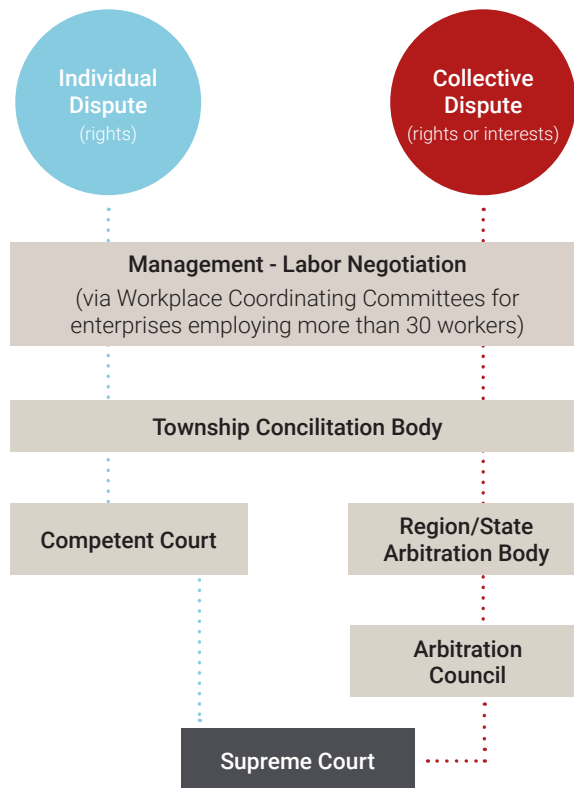 Individual
Dispute
(rights)
Collective
Dispute
(rights or interests)
Management - Labor Negotiation
(via Workplace Coordinating Committees for
enterprises employing more than 30 workers)
Township Concilitation Body
Competent Court
Region/State
Arbitration Body
Arbitration
Council
Supreme Court